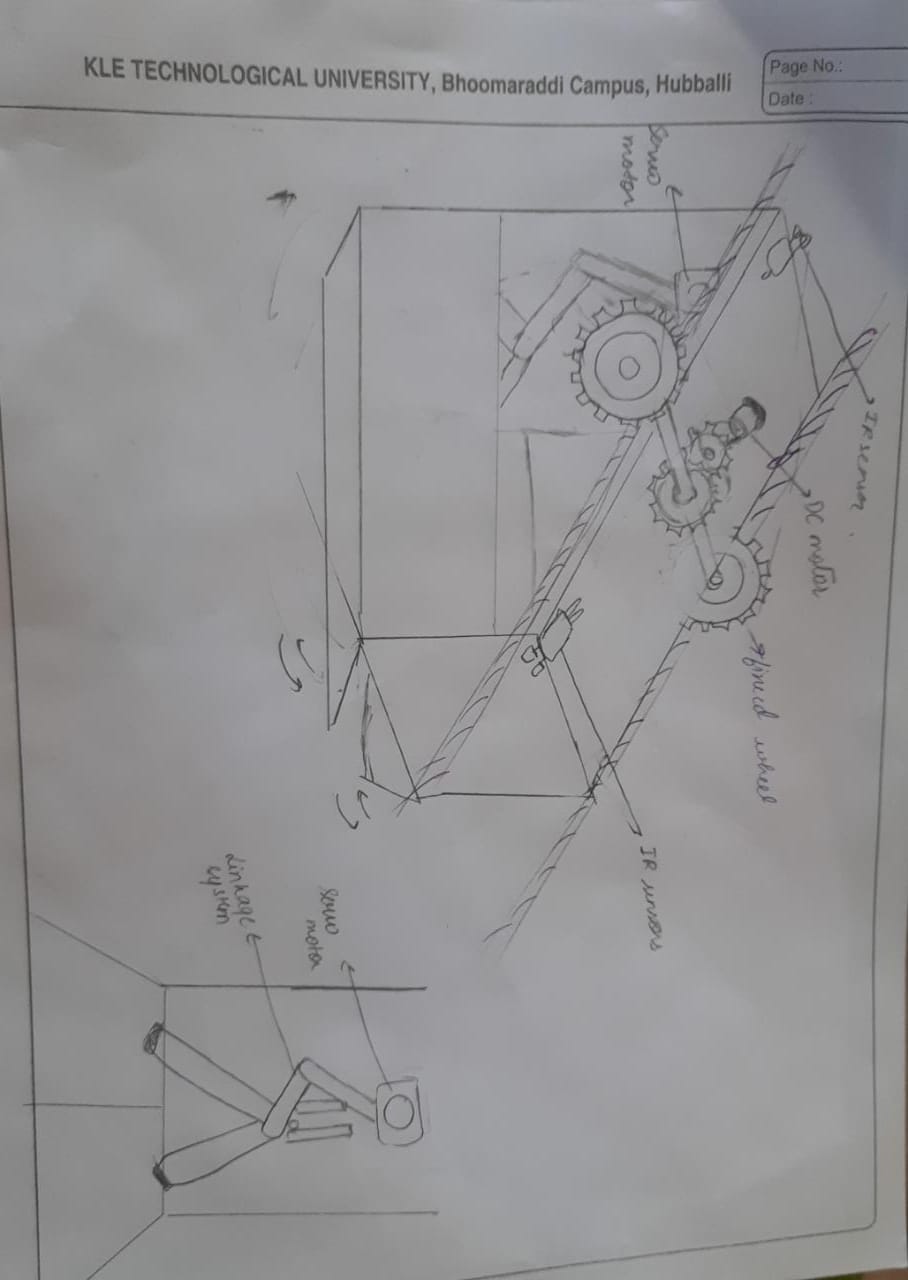 KLE TECHNOLOGICAL UNIVERSITY, Bhoomaraddi Campus, Hubballi
Page No.:
Date :
servo
motor
IR sensor
DC motor
wheel
IR sensors
servo
motor
linkage
system